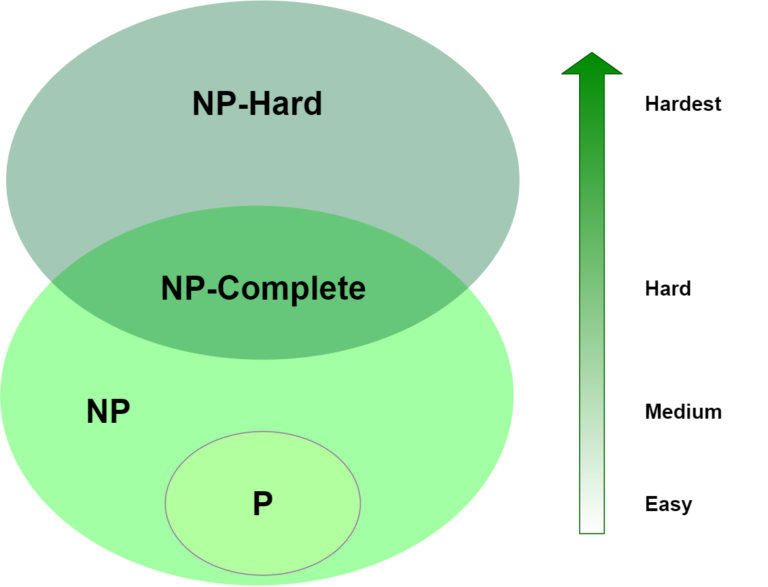 NP-Hard
Hardest
NP-Complete
Hard
NP
Medium
P
Easy